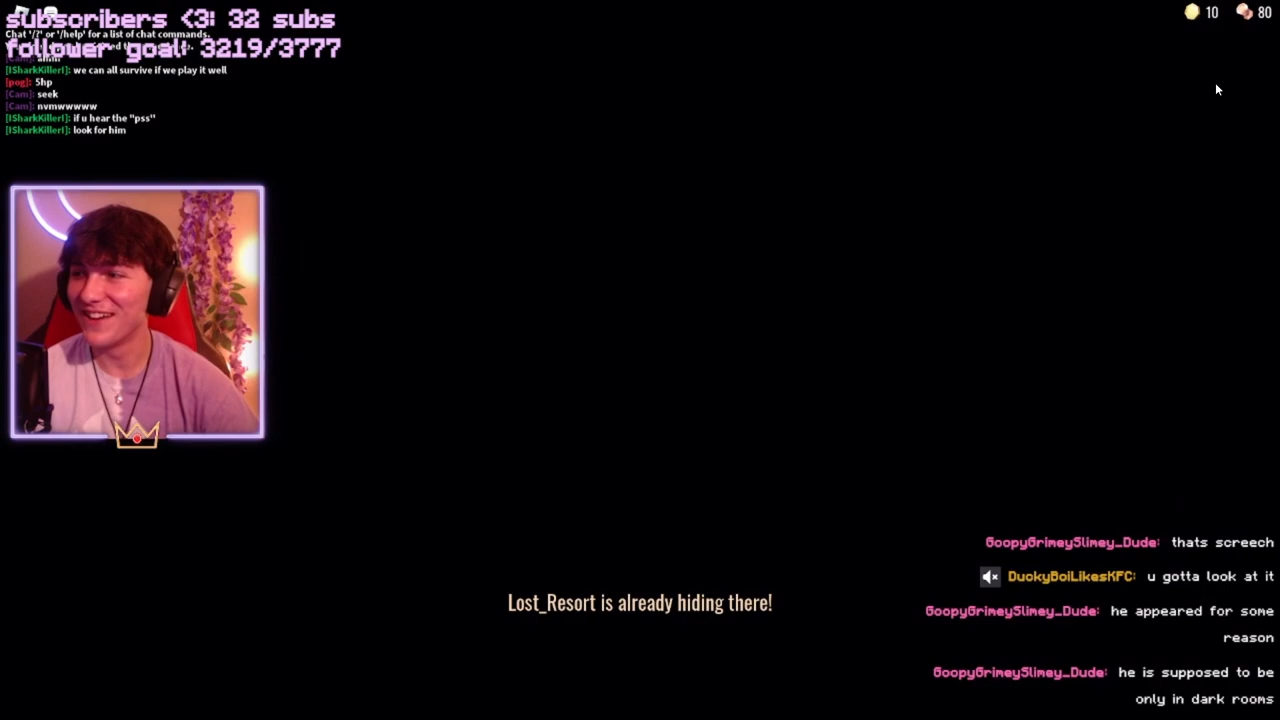 subscribers <3: 32 subs
Chat '/?' or '/help' for a list of chat commands.
follower goal: 3219/3777
[ISharkKillerI]: we can all survive if we play it well
[pog]: 5hp
[Cam]: seek
[Cam]: nvmwwwww
[ISharkKillerI]: if u hear the "pss"
[ISharkKillerI]: look for him
10
80
Lost_Resort is already hiding there!
GoopyGrimeySlimey_Dude: thats screech
DuckyBoiLikesKFC: u gotta look at it
GoopyGrimeySlimey_Dude: he appeared for some
reason
GoopyGrimeySlimey_Dude: he is supposed to be
only in dark rooms